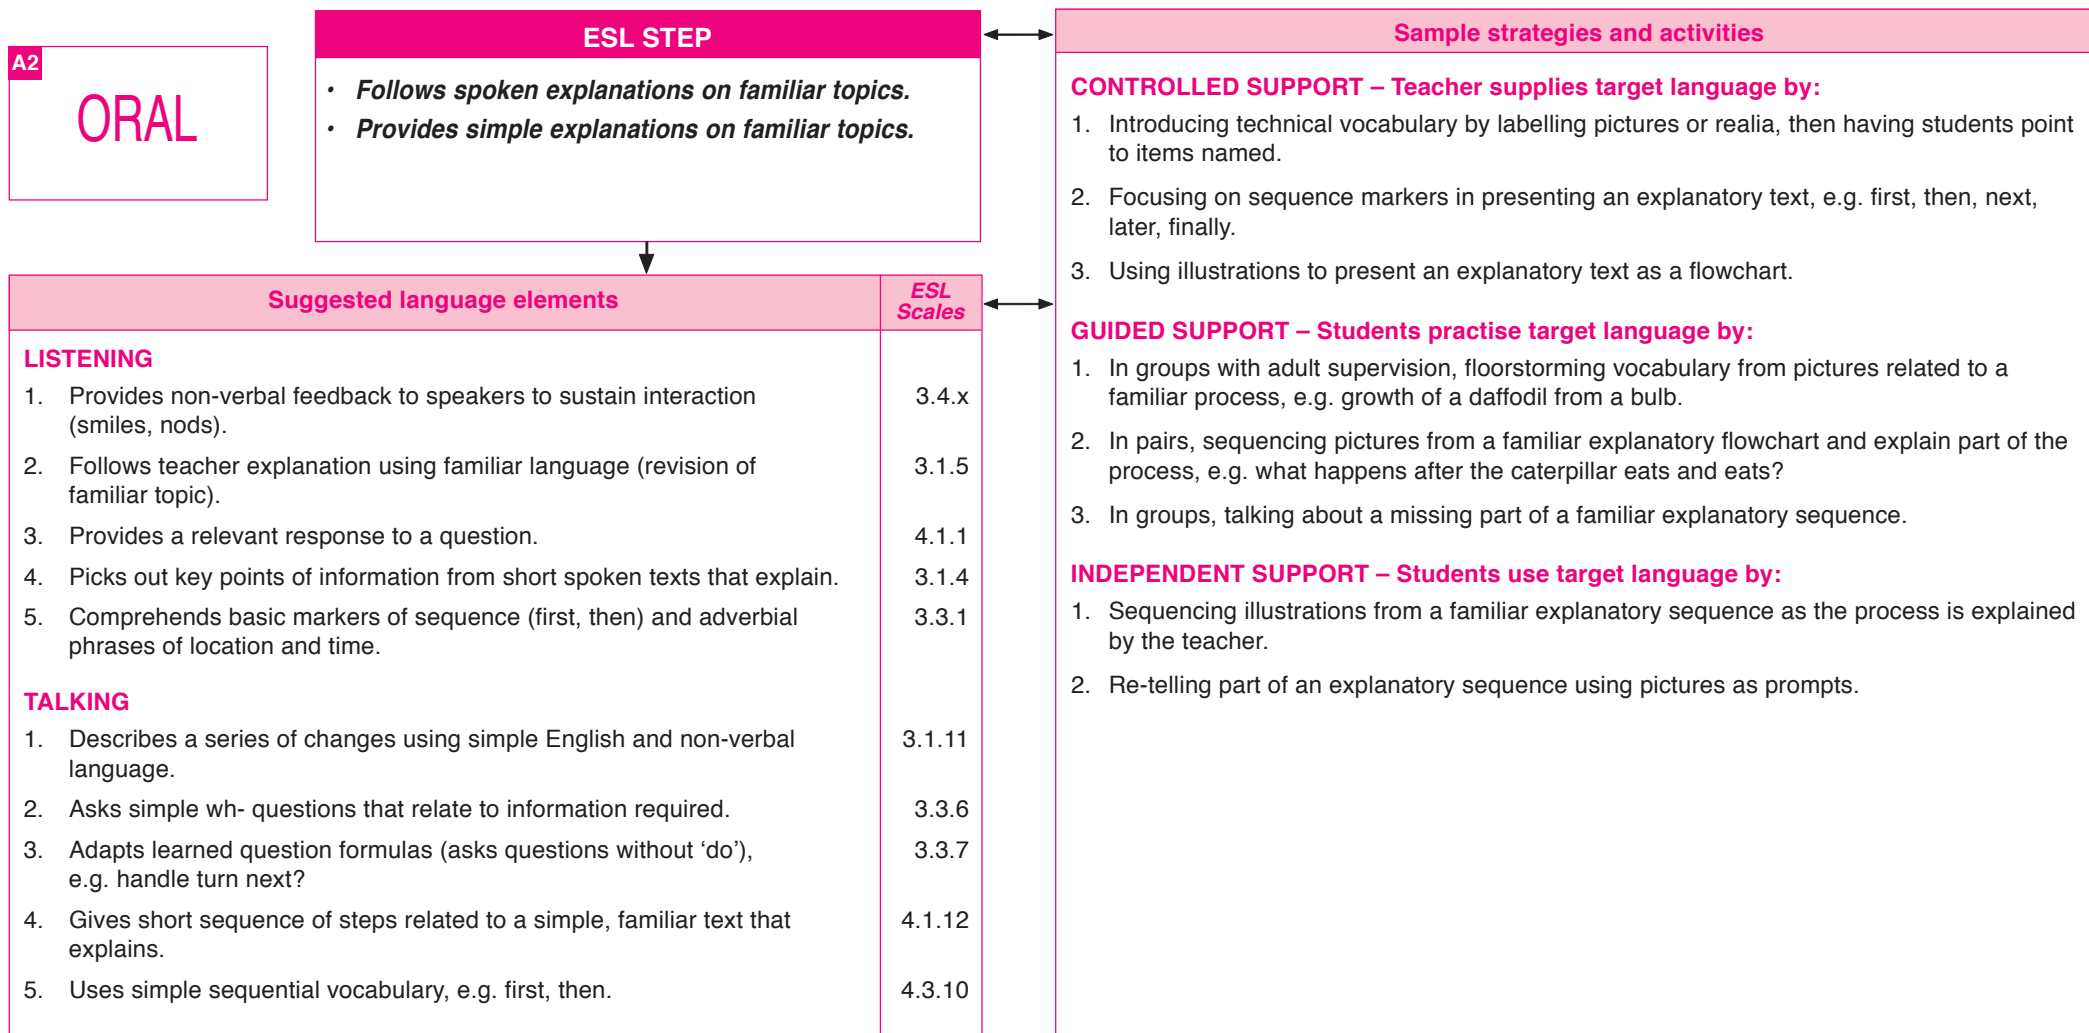 A2
ORAL
ESL STEP
• Follows spoken explanations on familiar topics.
• Provides simple explanations on familiar topics.
Suggested language elements
ESL
Scales
LISTENING
1. Provides non-verbal feedback to speakers to sustain interaction 3.4.x
(smiles, nods).
2. Follows teacher explanation using familiar language (revision of 3.1.5
familiar topic).
3. Provides a relevant response to a question. 4.1.1
4. Picks out key points of information from short spoken texts that explain. 3.1.4
5. Comprehends basic markers of sequence (first, then) and adverbial 3.3.1
phrases of location and time.
TALKING
1. Describes a series of changes using simple English and non-verbal 3.1.11
language.
2. Asks simple wh- questions that relate to information required. 3.3.6
3. Adapts learned question formulas (asks questions without ‘do’), 3.3.7
e.g. handle turn next?
4. Gives short sequence of steps related to a simple, familiar text that 4.1.12
explains.
5. Uses simple sequential vocabulary, e.g. first, then. 4.3.10
Sample strategies and activities
CONTROLLED SUPPORT – Teacher supplies target language by:
1. Introducing technical vocabulary by labelling pictures or realia, then having students point
to items named.
2. Focusing on sequence markers in presenting an explanatory text, e.g. first, then, next,
later, finally.
3. Using illustrations to present an explanatory text as a flowchart.
GUIDED SUPPORT – Students practise target language by:
1. In groups with adult supervision, floorstorming vocabulary from pictures related to a
familiar process, e.g. growth of a daffodil from a bulb.
2. In pairs, sequencing pictures from a familiar explanatory flowchart and explain part of the
process, e.g. what happens after the caterpillar eats and eats?
3. In groups, talking about a missing part of a familiar explanatory sequence.
INDEPENDENT SUPPORT – Students use target language by:
1. Sequencing illustrations from a familiar explanatory sequence as the process is explained
by the teacher.
2. Re-telling part of an explanatory sequence using pictures as prompts.